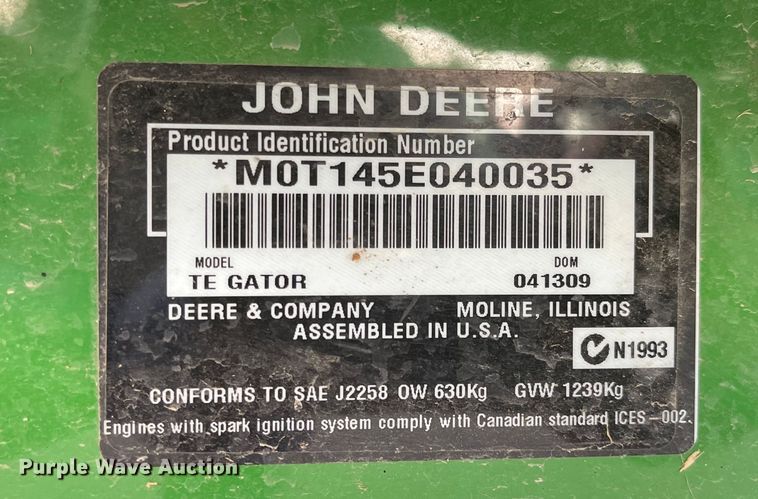 JOHN DEERE
Product Identification Number
*M0T145E040035*
MODEL DOM
TE GATOR 041309
DEERE & COMPANY MOLINE, ILLINOIS
ASSEMBLED IN U.S.A.
N1993
CONFORMS TO SAE J2258 OW 630Kg GVW 1239Kg
Engines with spark ignition system comply with Canadian standard ICES-002.
Purple Wave Auction